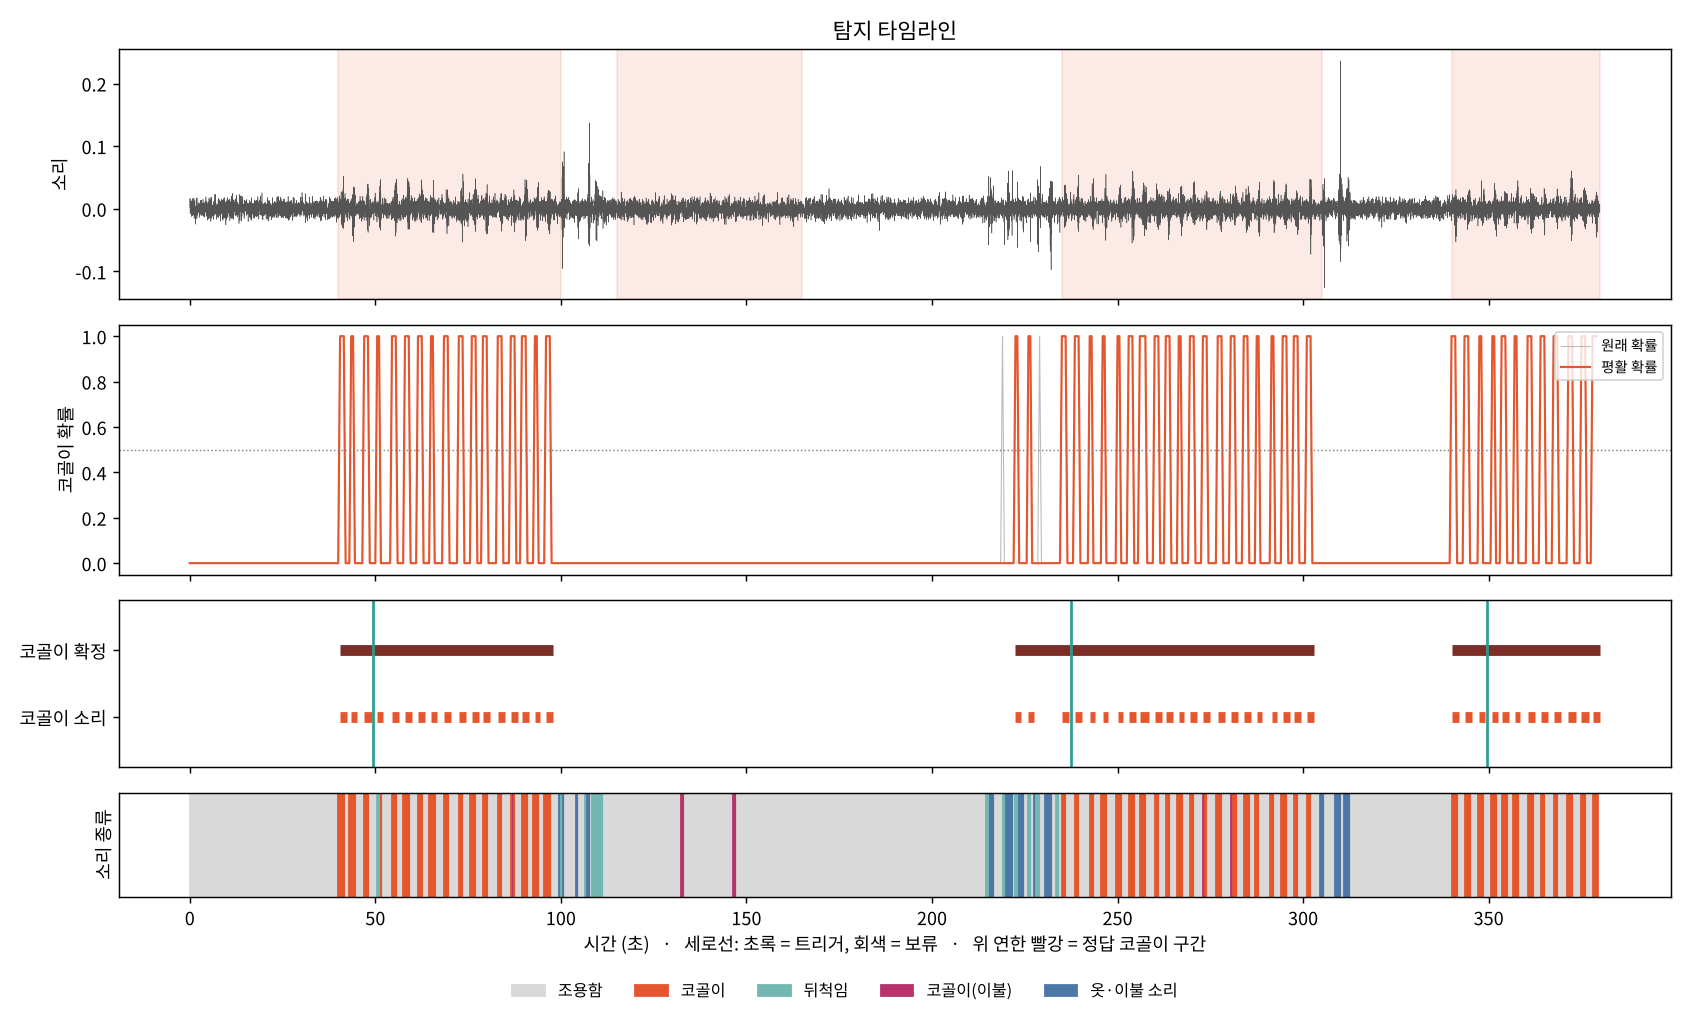 탐지 타임라인
소리
0.2
0.1
0.0
-0.1
코골이 확률
1.0
0.8
0.6
0.4
0.2
0.0
원래 확률
평활 확률
코골이 확정
코골이 소리
소리 종류
0 50 100 150 200 250 300 350
시간 (초) · 세로선: 초록 = 트리거, 회색 = 보류 · 위 연한 빨강 = 정답 코골이 구간
조용함 코골이 뒤척임 코골이(이불) 옷·이불 소리